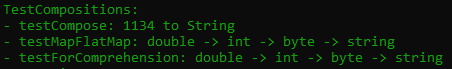 TestCompositions:
- testCompose: 1134 to String
- testMapFlatMap: double -> int -> byte -> string
- testForComprehension: double -> int -> byte -> string